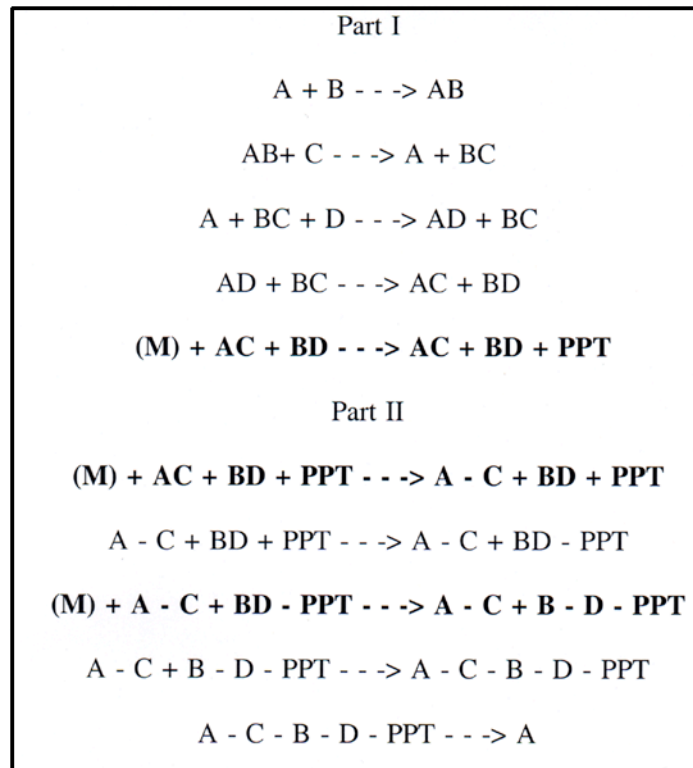 Part I
A + B - - -> AB
AB+ C - - -> A + BC
A + BC + D - - -> AD + BC
AD + BC - - -> AC + BD
(M) + AC + BD - - -> AC + BD + PPT
Part II
(M) + AC + BD + PPT - - -> A - C + BD + PPT
A - C + BD + PPT - - -> A - C + BD - PPT
(M) + A - C + BD - PPT - - -> A - C + B - D - PPT
A - C + B - D - PPT - - -> A - C - B - D - PPT
A - C - B - D - PPT - - -> A